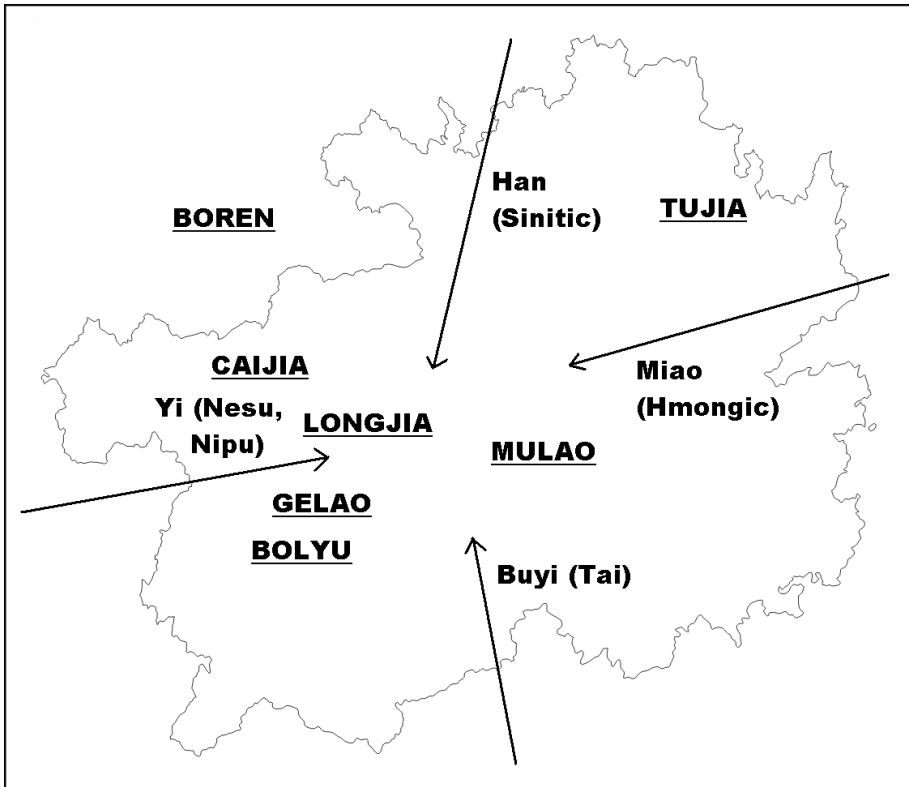 Han
(Sinitic)
TUJIA
BOREN
CAIJIA
Yi (Nesu,
Nipu)
LONGJIA
Miao
(Hmongic)
MULAO
GELAO
BOLYU
Buyi (Tai)